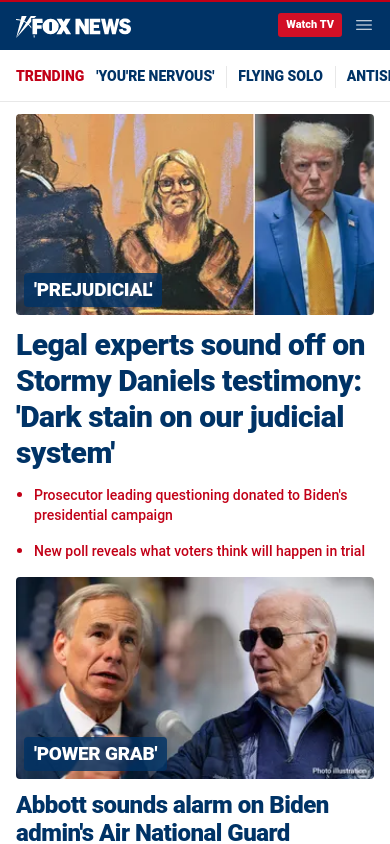 FOX NEWS
Watch TV
TRENDING 'YOU'RE NERVOUS' FLYING SOLO ANTIS
'PREJUDICIAL'
Legal experts sound off on
Stormy Daniels testimony:
'Dark stain on our judicial
system'
Prosecutor leading questioning donated to Biden's
presidential campaign
New poll reveals what voters think will happen in trial
'POWER GRAB'
Photo illustration
Abbott sounds alarm on Biden
admin's Air National Guard